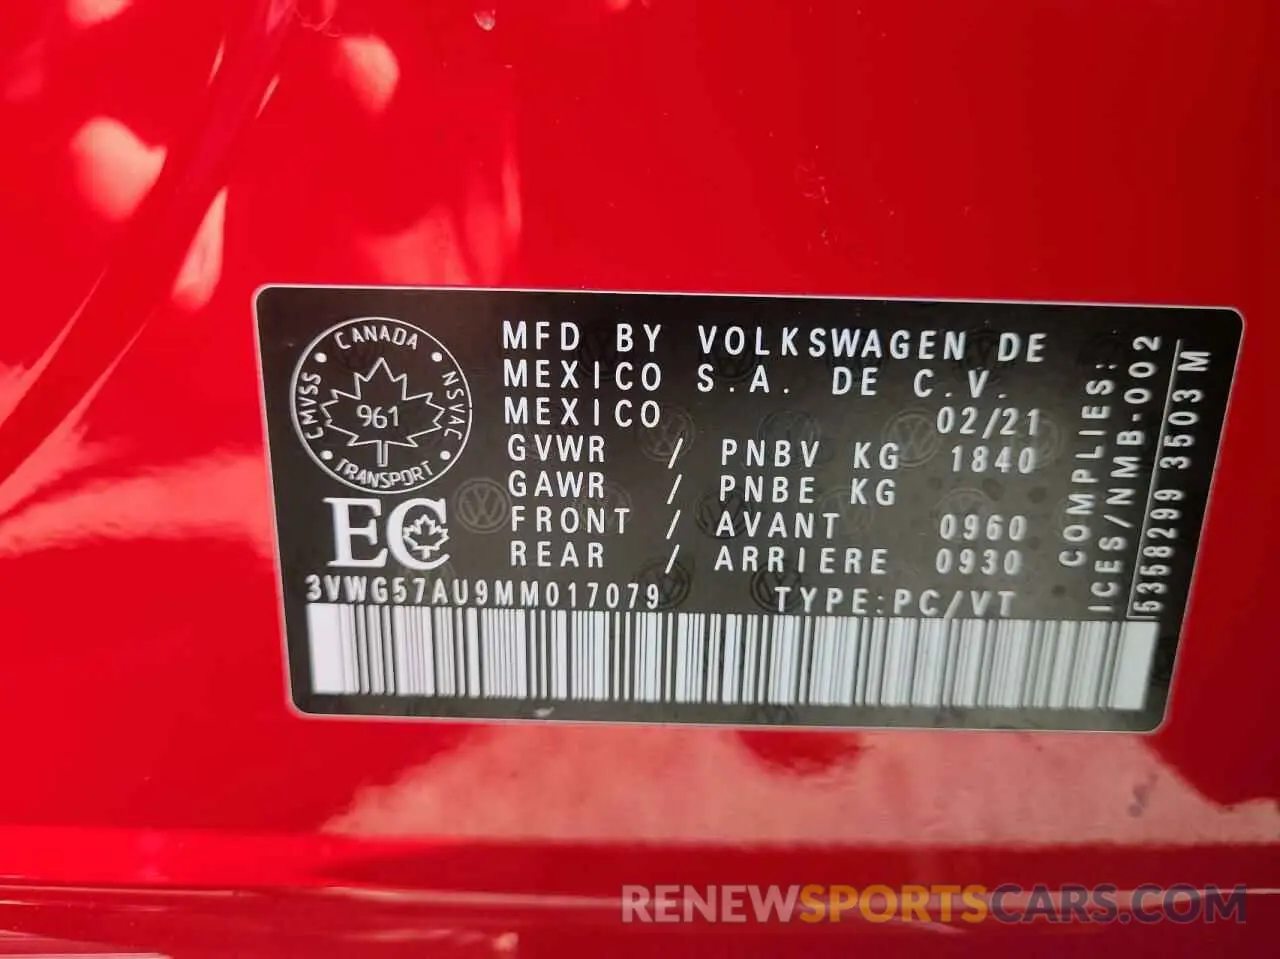 CANADA
CMVSS
NSVAC
961
TRANSPORT
EC
MFD BY VOLKSWAGEN DE
MEXICO S.A. DE C.V.
MEXICO 02/21
GVWR / PNBV KG 1840
GAWR / PNBE KG
FRONT / AVANT 0960
REAR / ARRIERE 0930
3VWG57AU9MM017079 TYPE:PC/VT
COMPLIES:
ICES/NMB-002
5358299 3503 M
RENEWSPORTSCARS.COM